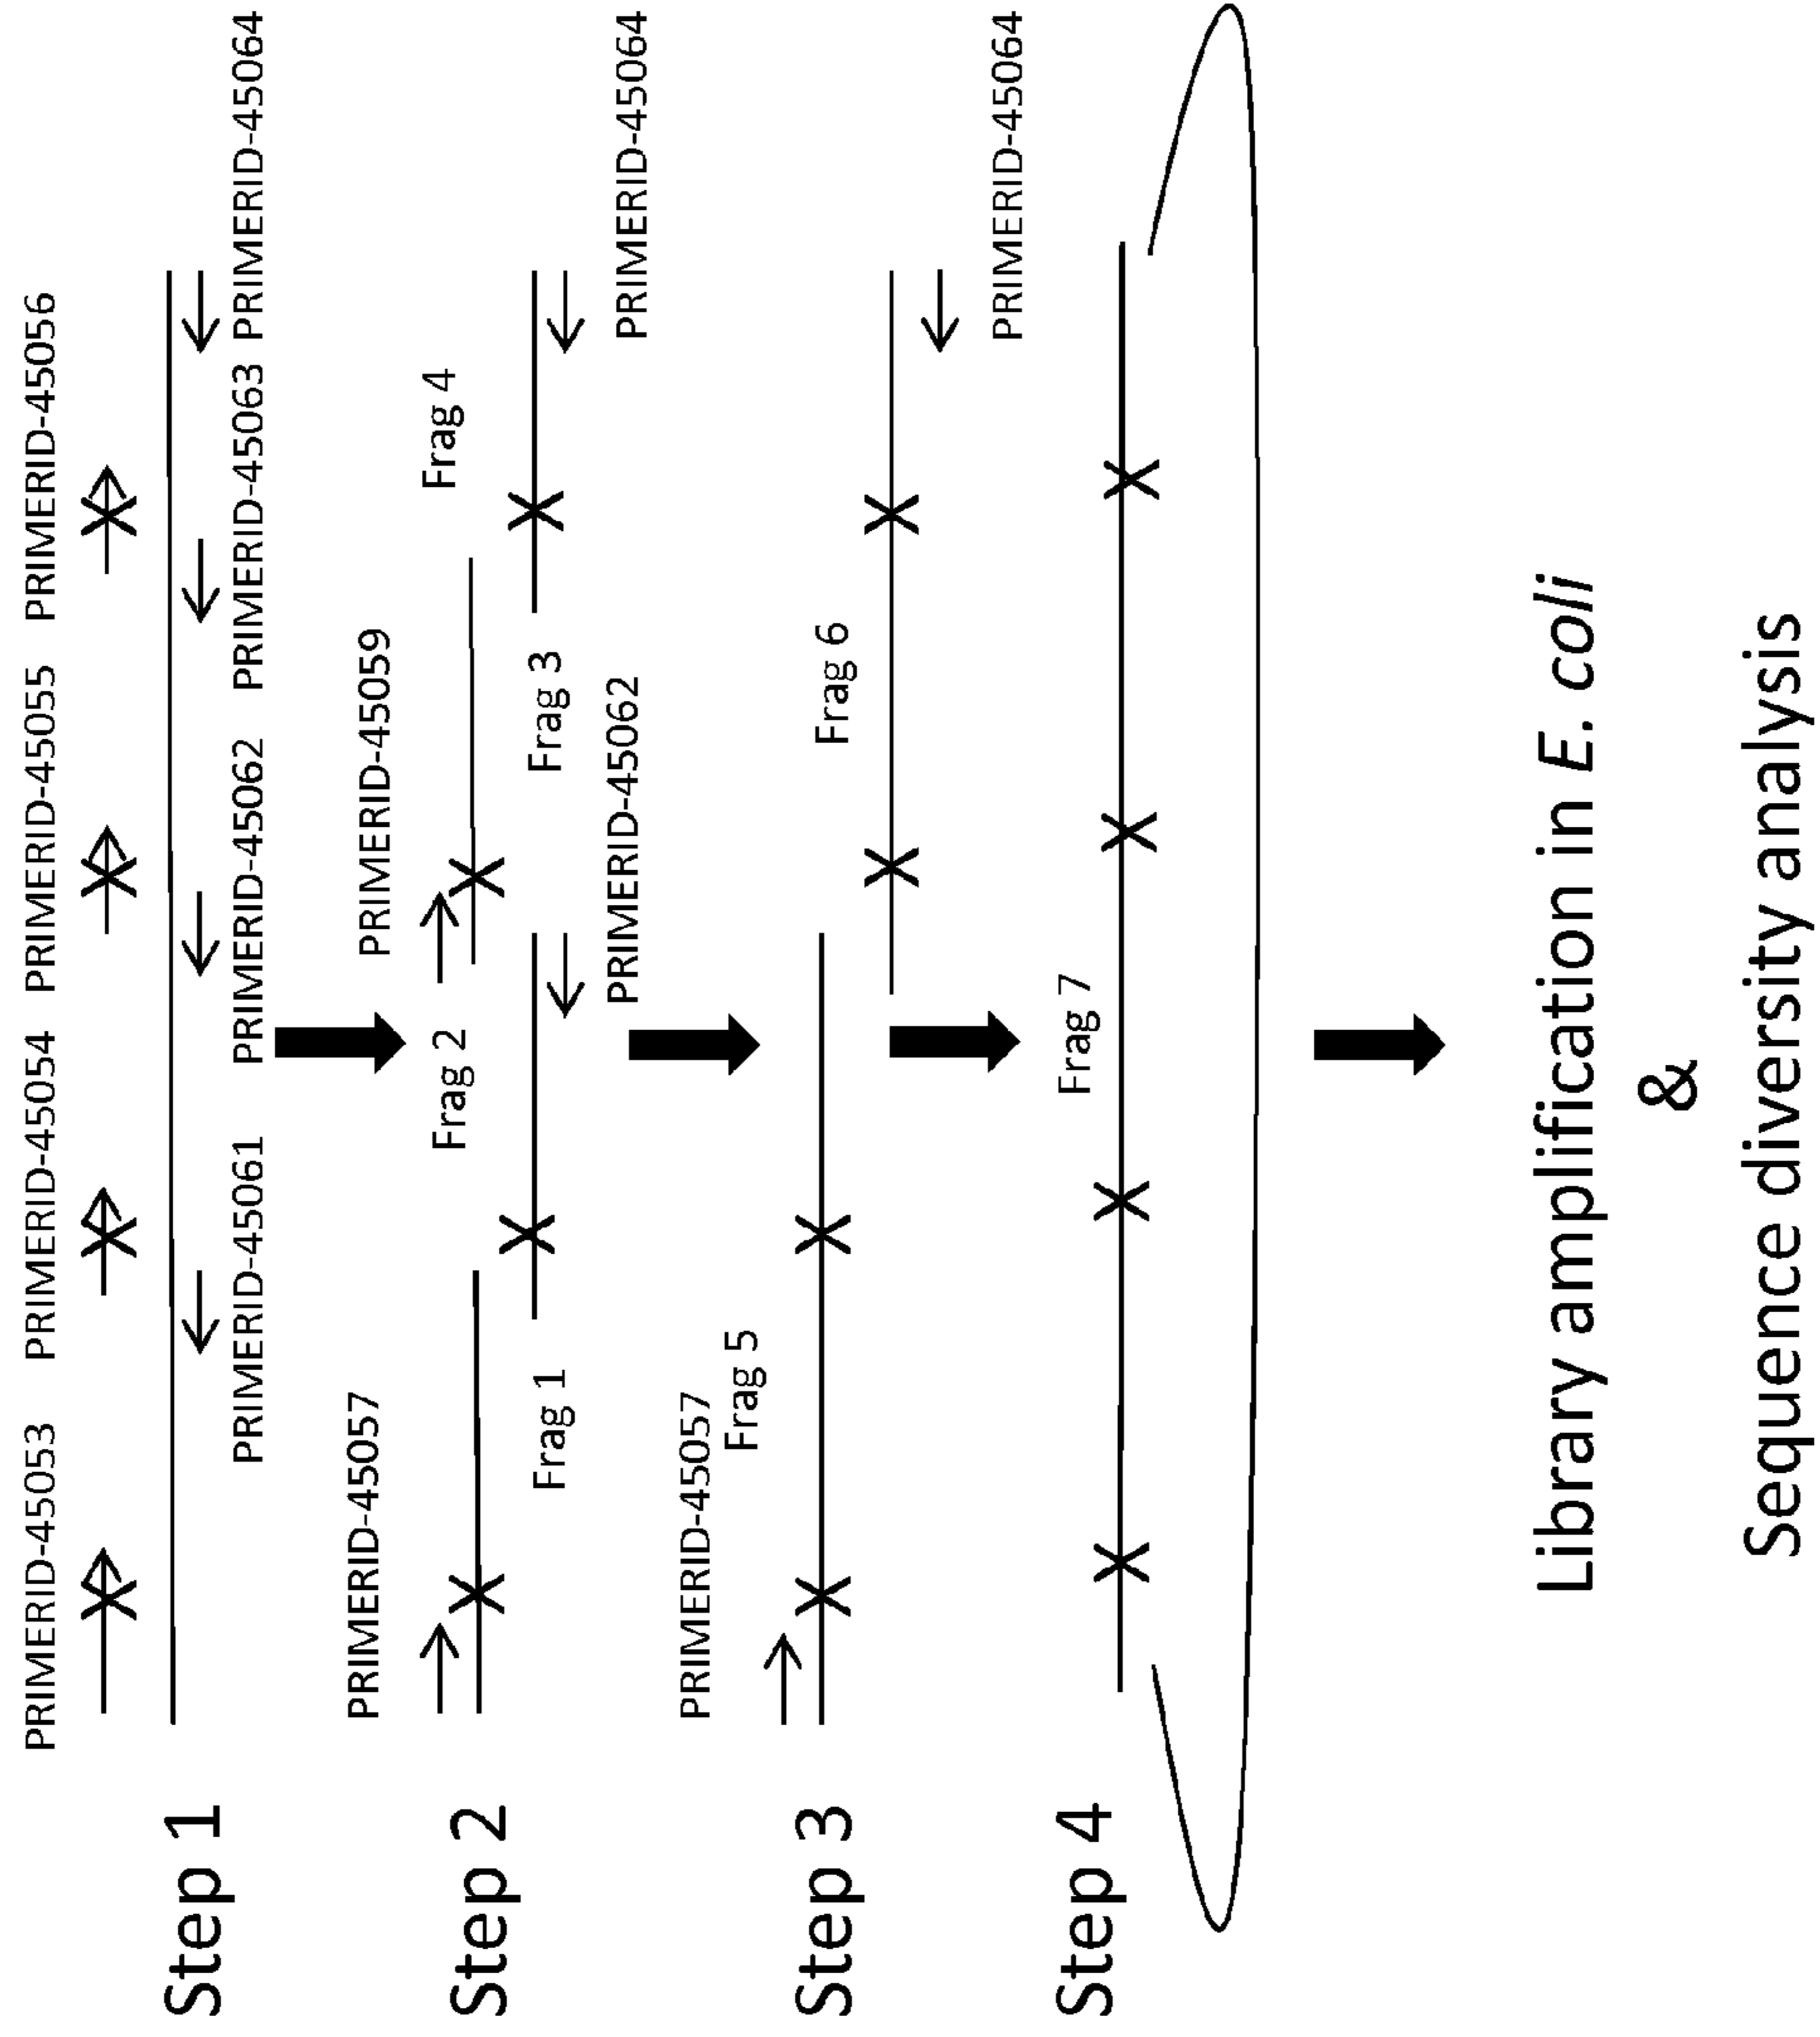 PRIMERID-45053 PRIMERID-45054 PRIMERID-45055 PRIMERID-45056
Step 1
PRIMERID-45061 PRIMERID-45062 PRIMERID-45063 PRIMERID-45064
PRIMERID-45057 PRIMERID-45059
Frag 2 Frag 4
Step 2
Frag 1 Frag 3
PRIMERID-45062 PRIMERID-45064
PRIMERID-45057
Frag 5 Frag 6
Step 3
PRIMERID-45064
Frag 7
Step 4
Library amplification in E. coli
&
Sequence diversity analysis